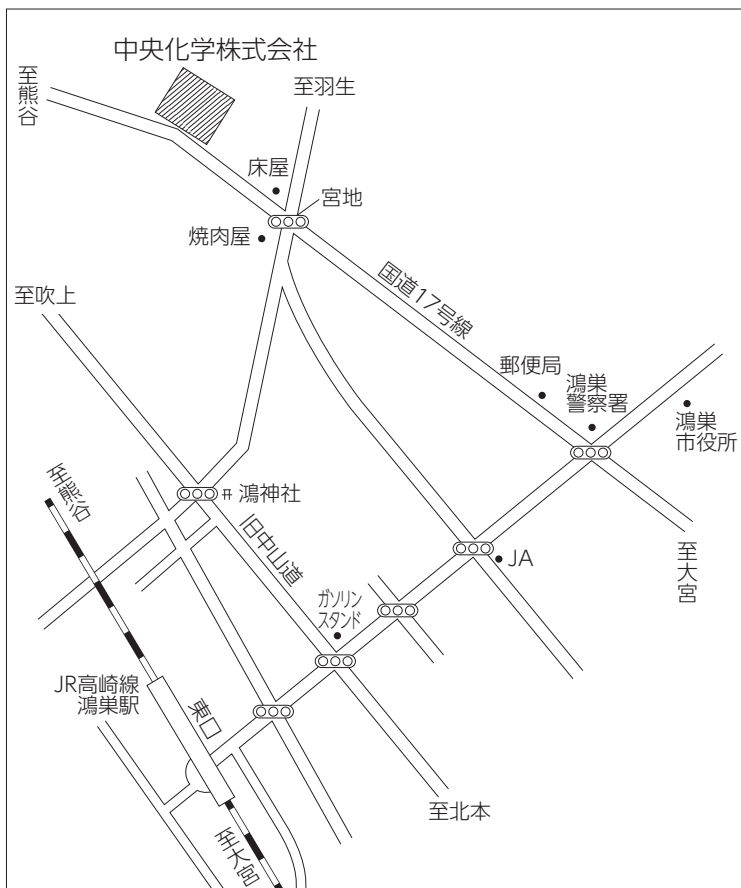 中央化学株式会社
至熊谷
至羽生
床屋
宮地
焼肉屋
国道17号線
至吹上
郵便局
鴻巣
警察署
鴻巣
市役所
至熊谷
鴻神社
旧中山道
至大宮
JA
ガソリン
スタンド
JR高崎線
鴻巣駅
東口
至北本
至大宮